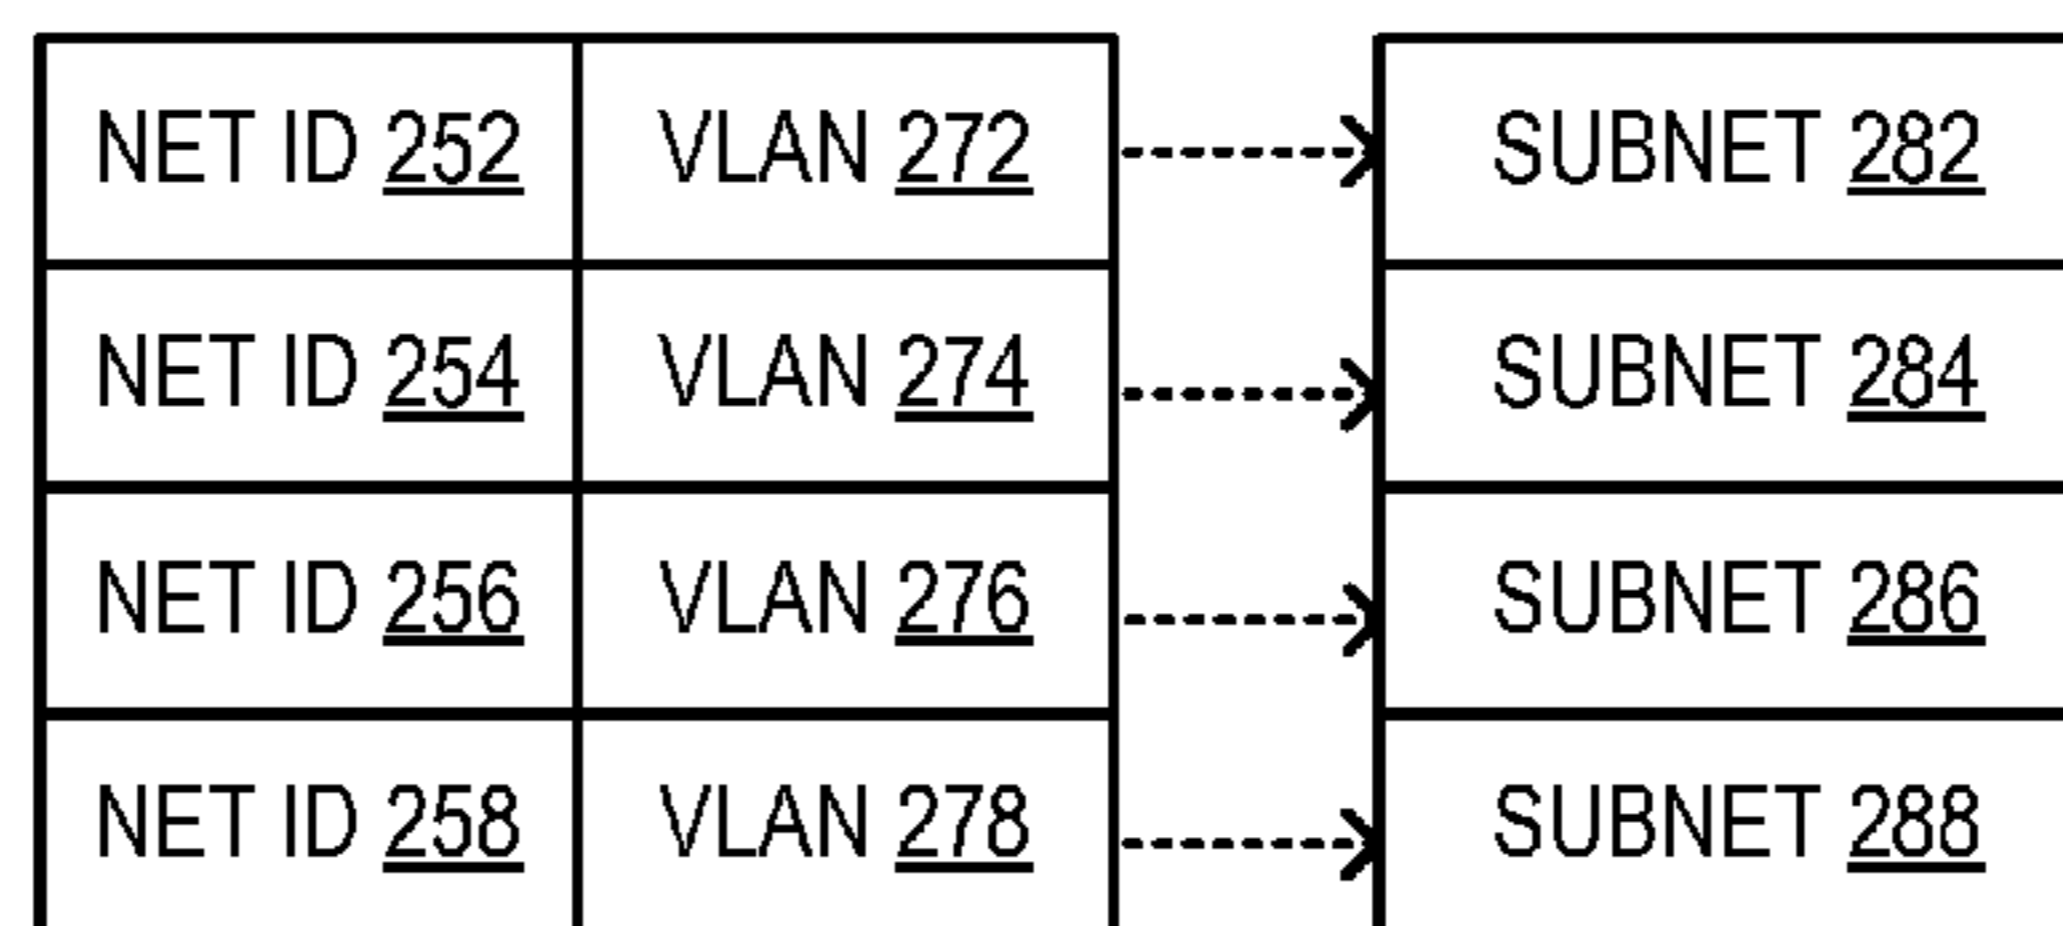 NET ID 252 VLAN 272 SUBNET 282
NET ID 254 VLAN 274 SUBNET 284
NET ID 256 VLAN 276 SUBNET 286
NET ID 258 VLAN 278 SUBNET 288